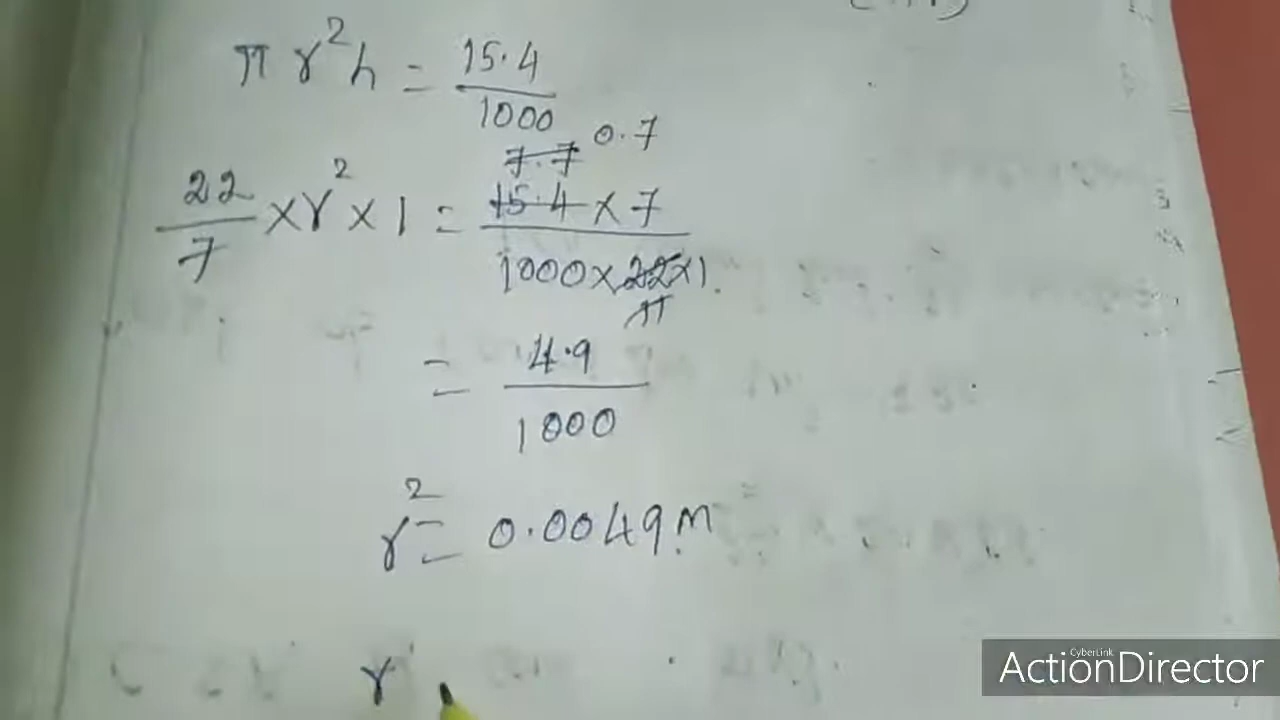 πr²h = 15.4/1000
7.7 0.7
22/7 × r² × 1 = 15.4 × 7 / 1000 × 22 × 1
11
= 4.9/1000
r² = 0.0049 m
r
CyberLink
ActionDirector